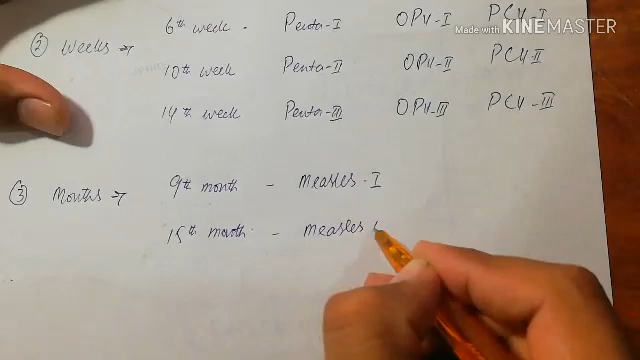 Made with KINEMASTER
6th week - Penta-I OPV-I PCV-I
② Weeks →
10th week Penta-II OPV-II PCV II
14th week Penta-III OPV-III PCV-III
③ Months → 9th month - Measles-I
15th month - Measles